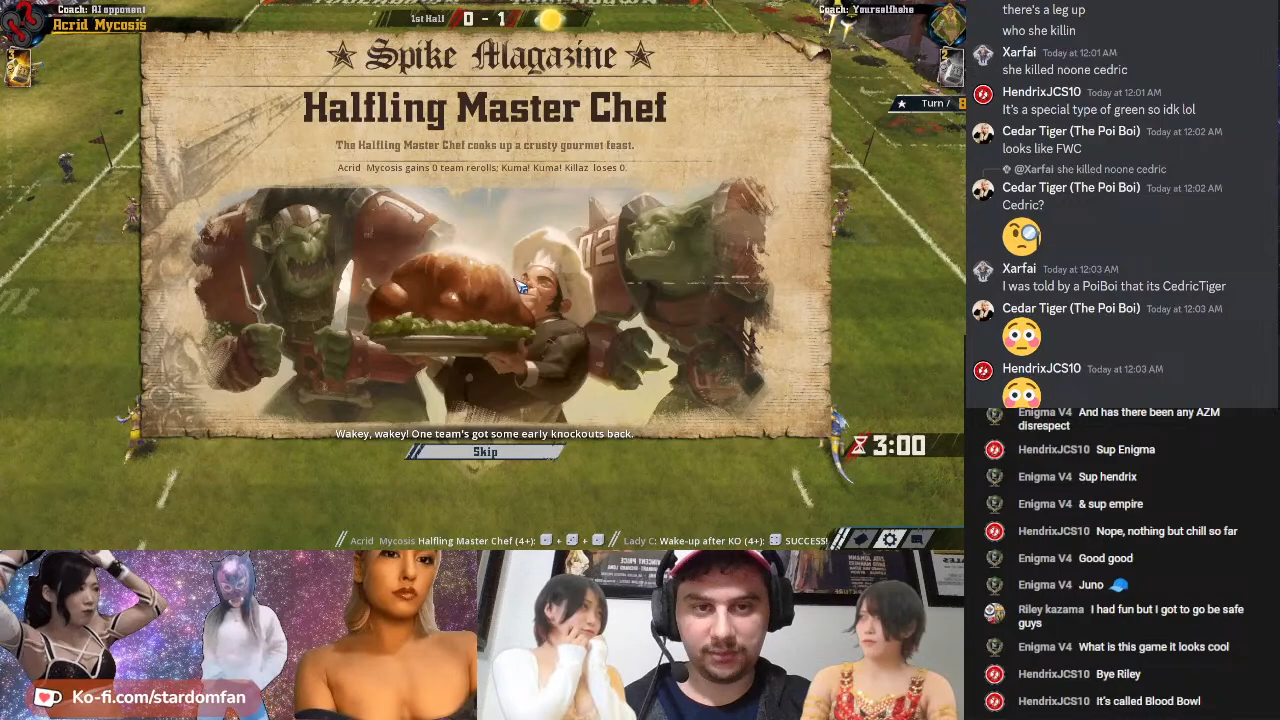 Coach: AI opponent
Acrid Mycosis
1st Half
0 - 1
Coach: Yourselfhehe
Turn /
★ Spike Magazine ★
Halfling Master Chef
The Halfling Master Chef cooks up a crusty gourmet feast.
Acrid Mycosis gains 0 team rerolls; Kuma! Kuma! Killaz loses 0.
Wakey, wakey! One team's got some early knockouts back.
Skip
3:00
Acrid Mycosis Halfling Master Chef (4+): + + // Lady C: Wake-up after KO (4+): SUCCESS!
Ko-fi.com/stardomfan
there's a leg up
who she killin
Xarfai Today at 12:01 AM
she killed noone cedric
HendrixJCS10 Today at 12:01 AM
It's a special type of green so idk lol
Cedar Tiger (The Poi Boi) Today at 12:02 AM
looks like FWC
@Xarfai she killed noone cedric
Cedar Tiger (The Poi Boi) Today at 12:02 AM
Cedric?
Xarfai Today at 12:03 AM
I was told by a PoiBoi that its CedricTiger
Cedar Tiger (The Poi Boi) Today at 12:03 AM
HendrixJCS10 Today at 12:03 AM
Enigma V4 And has there been any AZM
disrespect
HendrixJCS10 Sup Enigma
Enigma V4 Sup hendrix
Enigma V4 & sup empire
HendrixJCS10 Nope, nothing but chill so far
Enigma V4 Good good
Enigma V4 Juno
Riley kazama I had fun but I got to go be safe
guys
Enigma V4 What is this game it looks cool
HendrixJCS10 Bye Riley
HendrixJCS10 It's called Blood Bowl